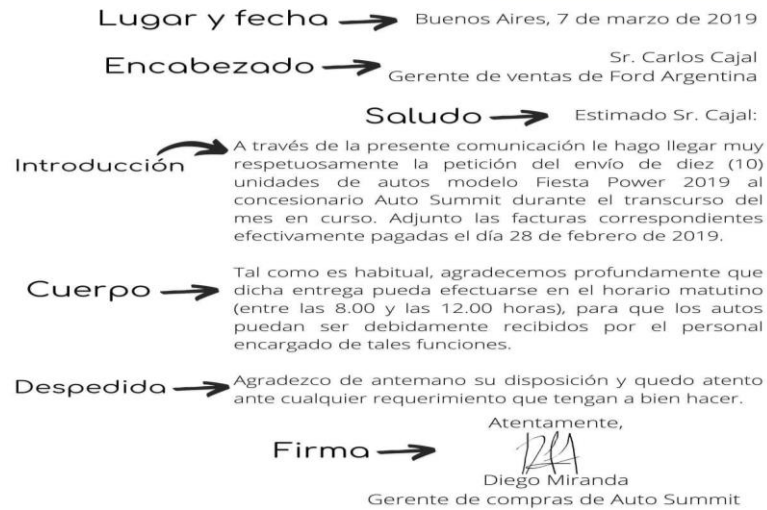 Lugar y fecha Buenos Aires, 7 de marzo de 2019
Encabezado Sr. Carlos Cajal
Gerente de ventas de Ford Argentina
Saludo Estimado Sr. Cajal:
Introducción
A través de la presente comunicación le hago llegar muy
respetuosamente la petición del envío de diez (10)
unidades de autos modelo Fiesta Power 2019 al
concesionario Auto Summit durante el transcurso del
mes en curso. Adjunto las facturas correspondientes
efectivamente pagadas el día 28 de febrero de 2019.
Cuerpo
Tal como es habitual, agradecemos profundamente que
dicha entrega pueda efectuarse en el horario matutino
(entre las 8.00 y las 12.00 horas), para que los autos
puedan ser debidamente recibidos por el personal
encargado de tales funciones.
Despedida
Agradezco de antemano su disposición y quedo atento
ante cualquier requerimiento que tengan a bien hacer.
Atentamente,
Firma
Diego Miranda
Gerente de compras de Auto Summit